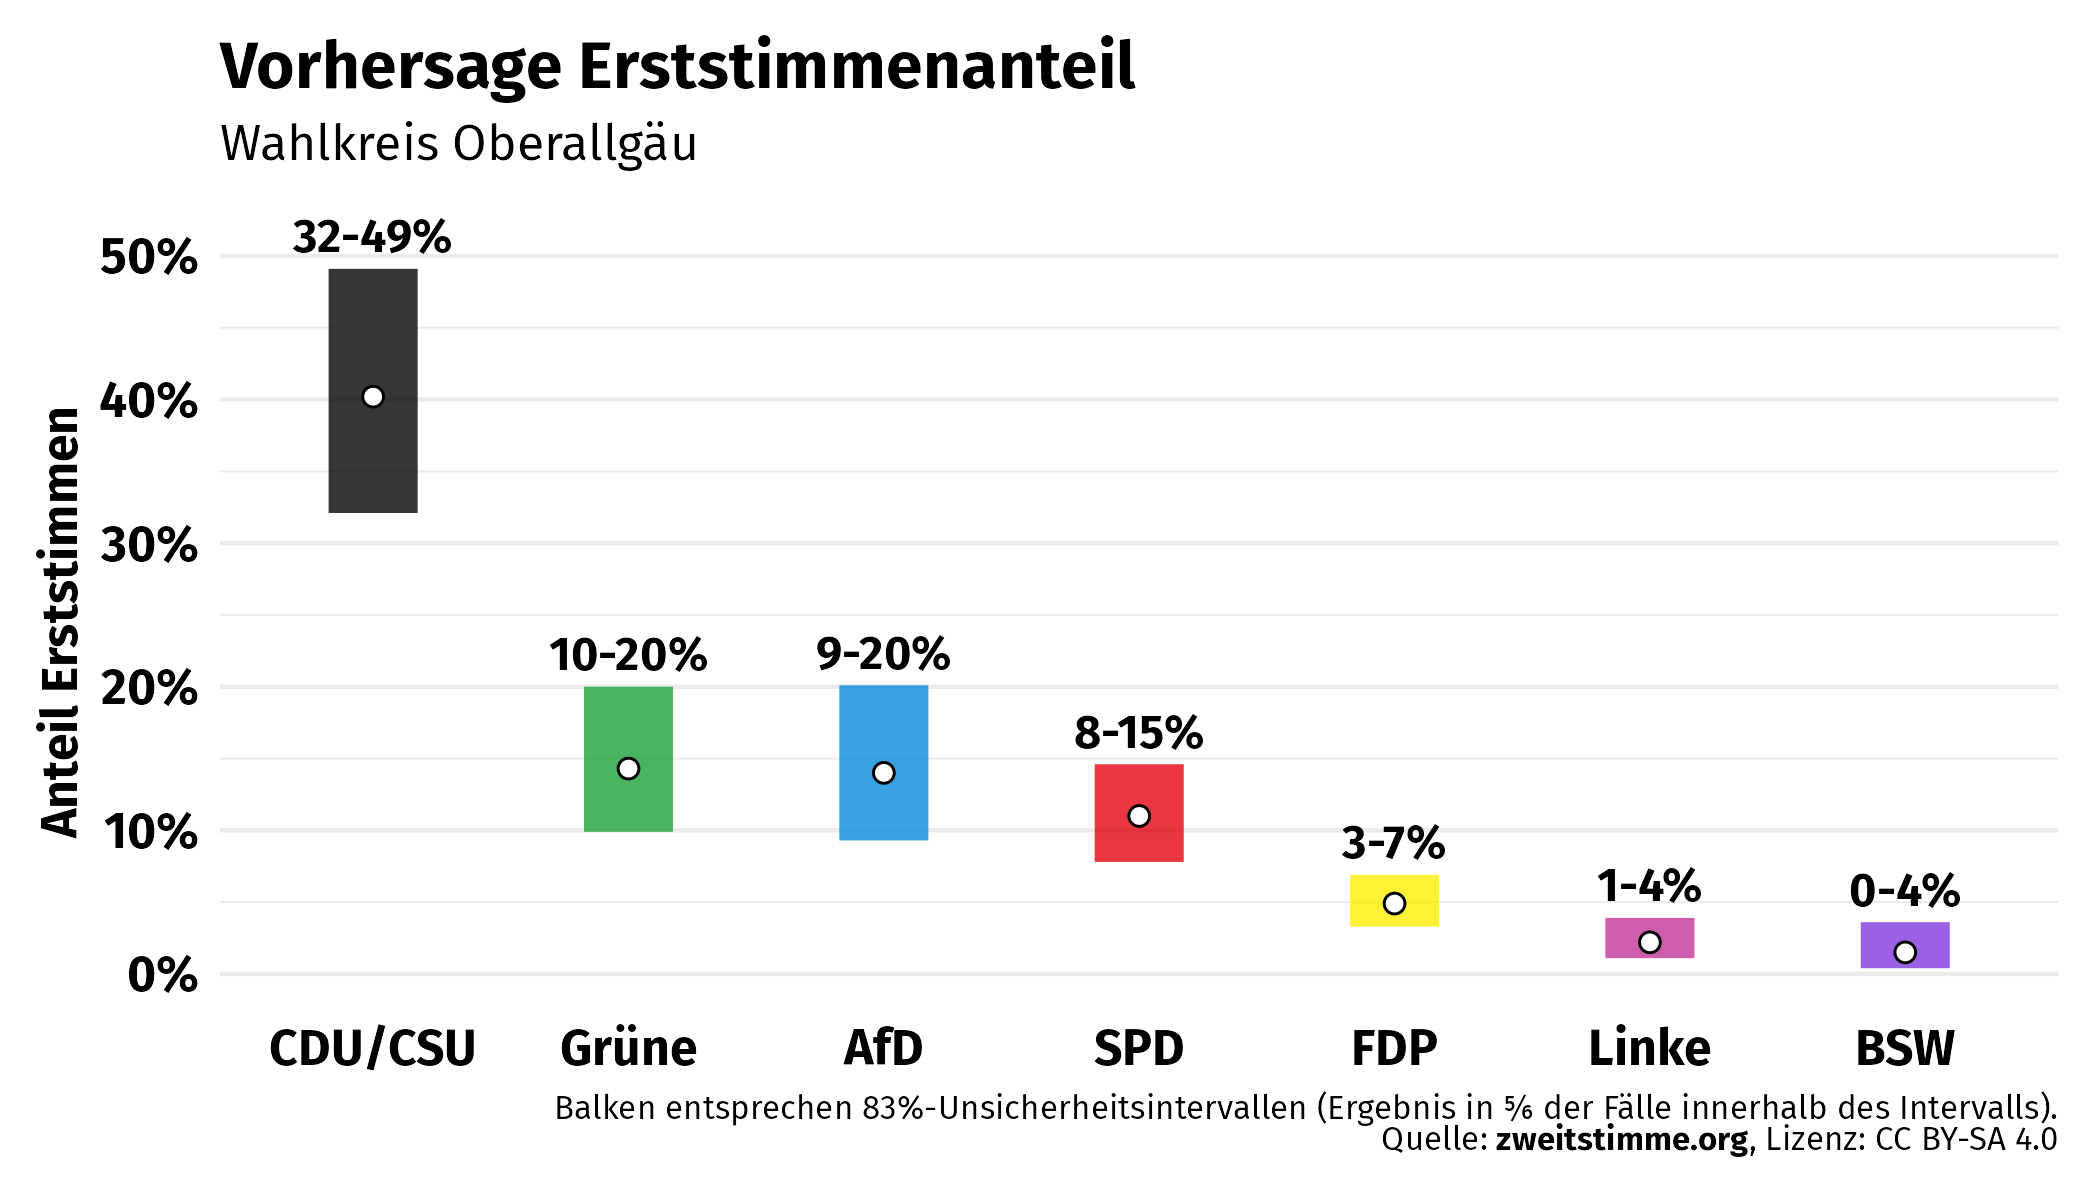 Vorhersage Erststimmenanteil
Wahlkreis Oberallgäu
Anteil Erststimmen
50%
40%
30%
20%
10%
0%
32-49%
10-20%
9-20%
8-15%
3-7%
1-4%
0-4%
CDU/CSU
Grüne
AfD
SPD
FDP
Linke
BSW
Balken entsprechen 83%-Unsicherheitsintervallen (Ergebnis in ⅚ der Fälle innerhalb des Intervalls).
Quelle: zweitstimme.org, Lizenz: CC BY-SA 4.0